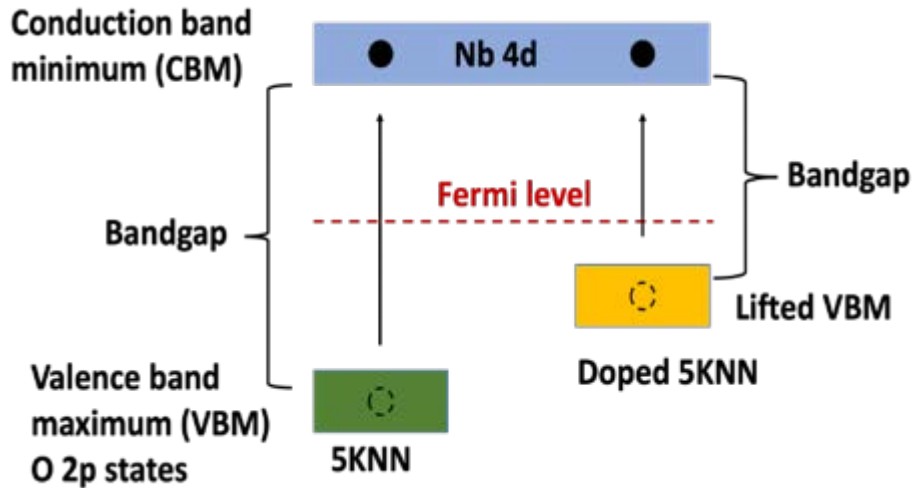 Conduction band
minimum (CBM)
Nb 4d
Fermi level
Bandgap
Bandgap
Lifted VBM
Doped 5KNN
Valence band
maximum (VBM)
O 2p states
5KNN